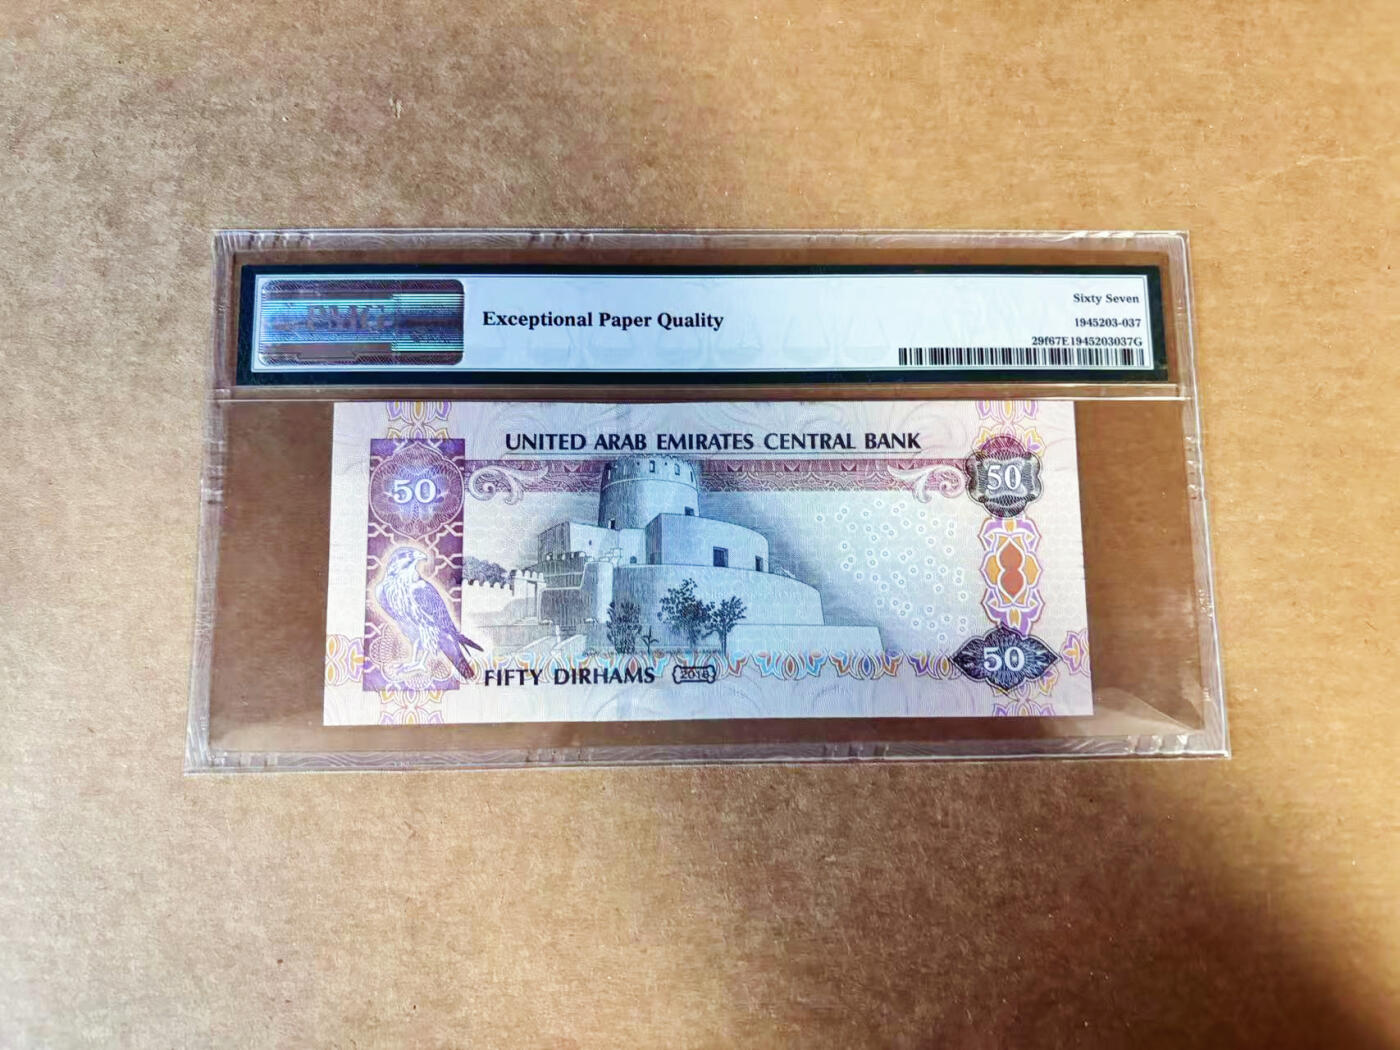 Exceptional Paper Quality
Sixty Seven
1945203-037
29f67E1945203037G
UNITED ARAB EMIRATES CENTRAL BANK
50
50
50
FIFTY DIRHAMS